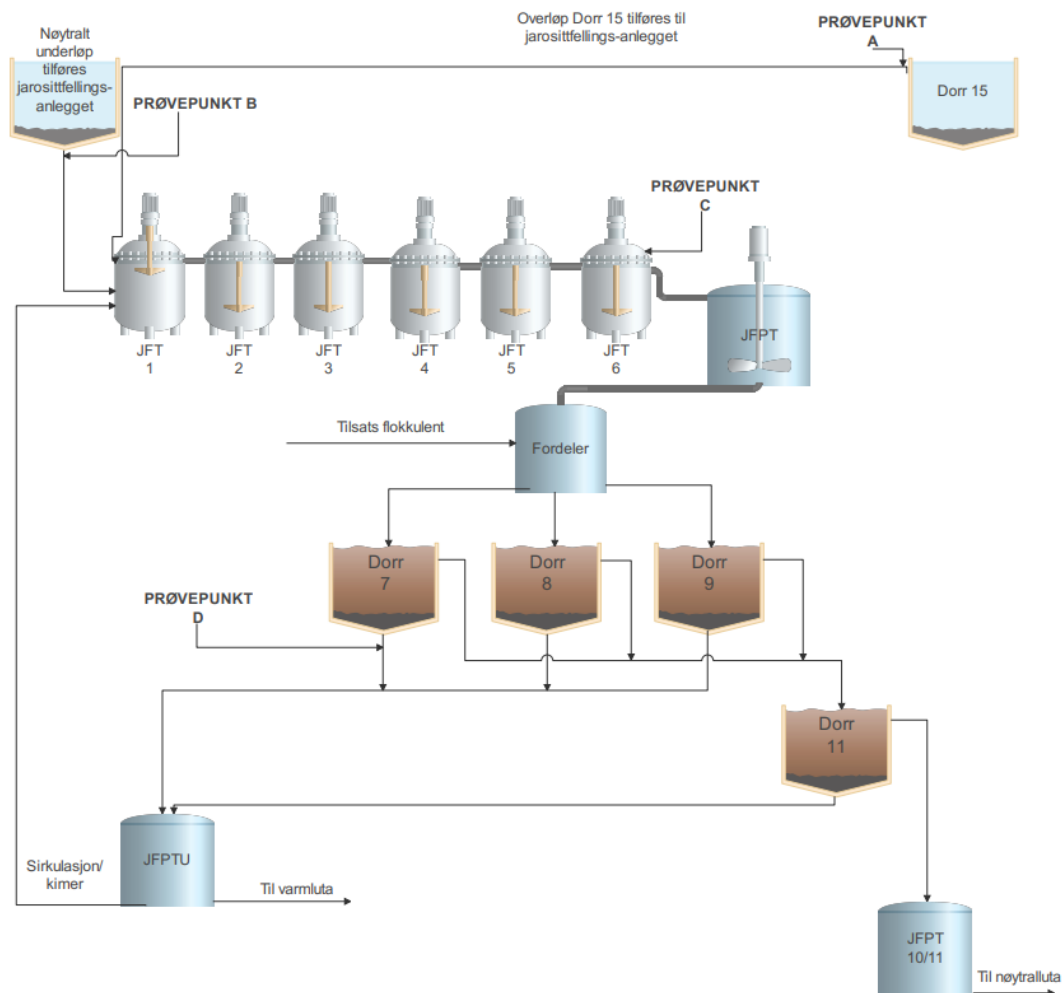 Nøytralt
underløp
tilføres
jarosittfellings-
anlegget
Overløp Dorr 15 tilføres til
jarosittfellings-anlegget
PRØVEPUNKT
A
Dorr 15
PRØVEPUNKT B
PRØVEPUNKT
C
JFT
1
JFT
2
JFT
3
JFT
4
JFT
5
JFT
6
JFPT
Tilsats flokkulent
Fordeler
Dorr
7
Dorr
8
Dorr
9
PRØVEPUNKT
D
Dorr
11
JFPTU
Sirkulasjon/
kimer
Til varmluta
JFPT
10/11
Til nøytralluta